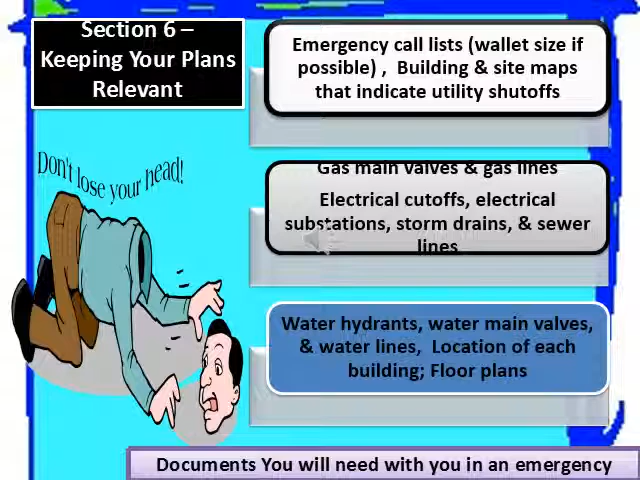 Section 6 –
Keeping Your Plans
Relevant
Emergency call lists (wallet size if
possible) , Building & site maps
that indicate utility shutoffs
Don't lose your head!
Gas main valves & gas lines
Electrical cutoffs, electrical
substations, storm drains, & sewer
lines
Water hydrants, water main valves,
& water lines, Location of each
building; Floor plans
Documents You will need with you in an emergency